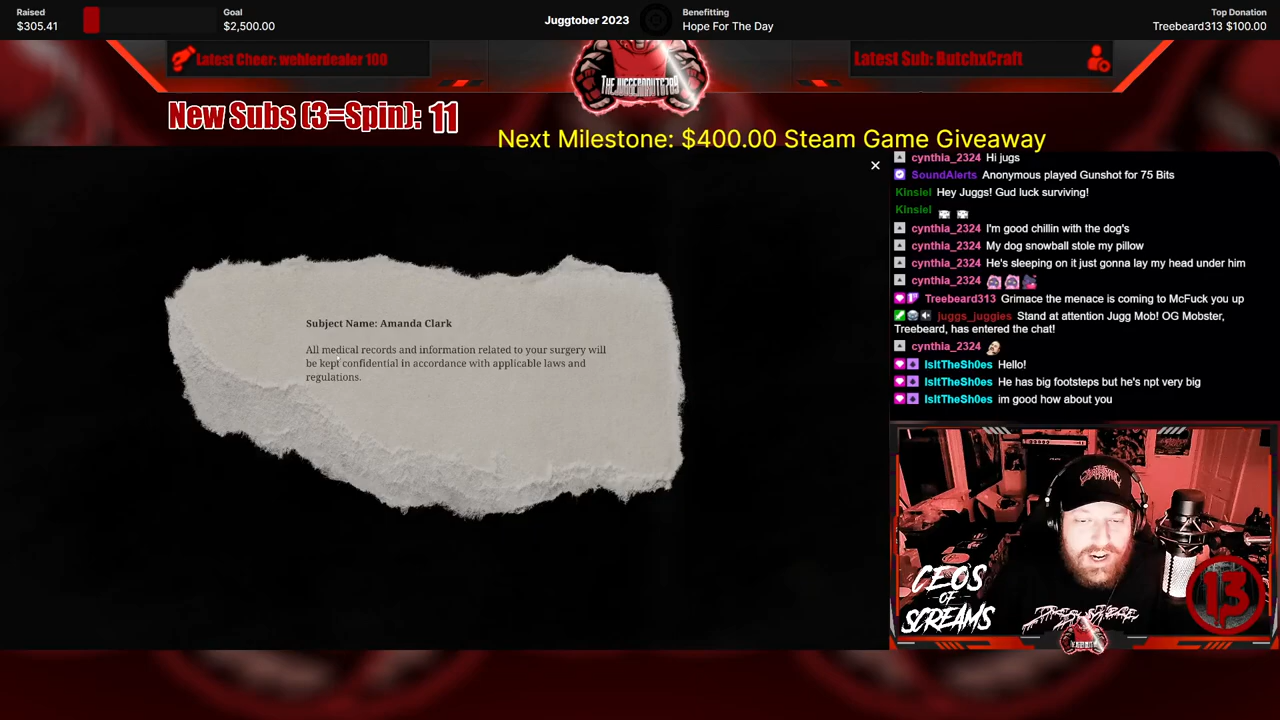 Raised
$305.41
Goal
$2,500.00
Juggtober 2023
Benefitting
Hope For The Day
Top Donation
Treebeard313 $100.00
Latest Cheer: wehlerdealer 100
THEJUGGERNAUT6789
Latest Sub: ButchxCraft
New Subs (3=Spin): 11
Next Milestone: $400.00 Steam Game Giveaway
Subject Name: Amanda Clark
All medical records and information related to your surgery will
be kept confidential in accordance with applicable laws and
regulations.
cynthia_2324 Hi jugs
SoundAlerts Anonymous played Gunshot for 75 Bits
Kinsiel Hey Juggs! Gud luck surviving!
Kinsiel
cynthia_2324 I'm good chillin with the dog's
cynthia_2324 My dog snowball stole my pillow
cynthia_2324 He's sleeping on it just gonna lay my head under him
cynthia_2324
Treebeard313 Grimace the menace is coming to McFuck you up
juggs_juggies Stand at attention Jugg Mob! OG Mobster,
Treebeard, has entered the chat!
cynthia_2324
IsItTheSh0es Hello!
IsItTheSh0es He has big footsteps but he's npt very big
IsItTheSh0es im good how about you
CEOS
OF
SCREAMS
13